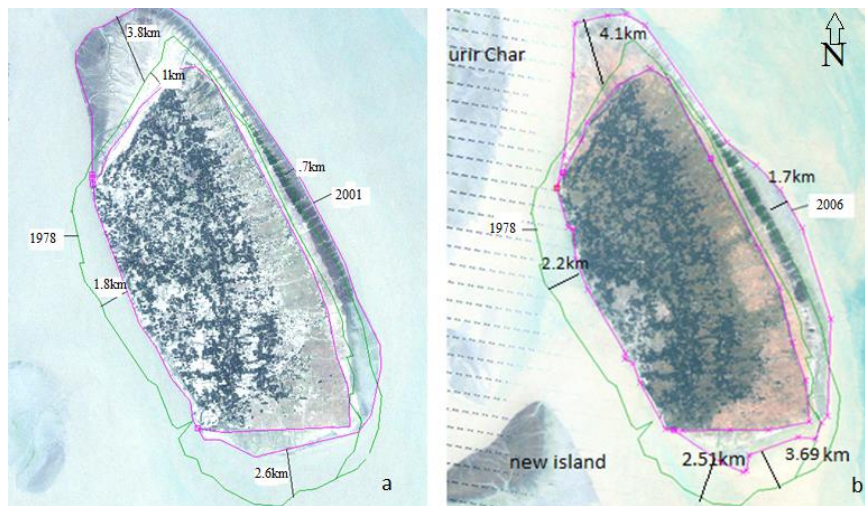 3.8km
1km
.7km
2001
1978
1.8km
2.6km
a
4.1km
urir Char
N
1.7km
2006
1978
2.2km
new island
2.51km
3.69 km
b